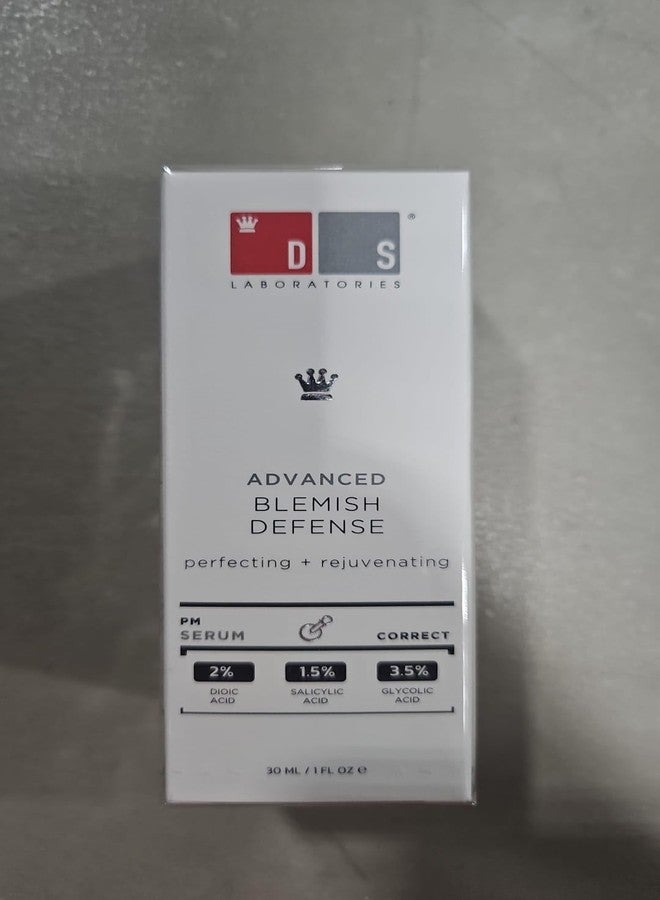 D S ®
LABORATORIES
ADVANCED
BLEMISH
DEFENSE
perfecting + rejuvenating
PM
SERUM
CORRECT
2% 1.5% 3.5%
DIOIC SALICYLIC GLYCOLIC
ACID ACID ACID
30 ML / 1 FL OZ ℮